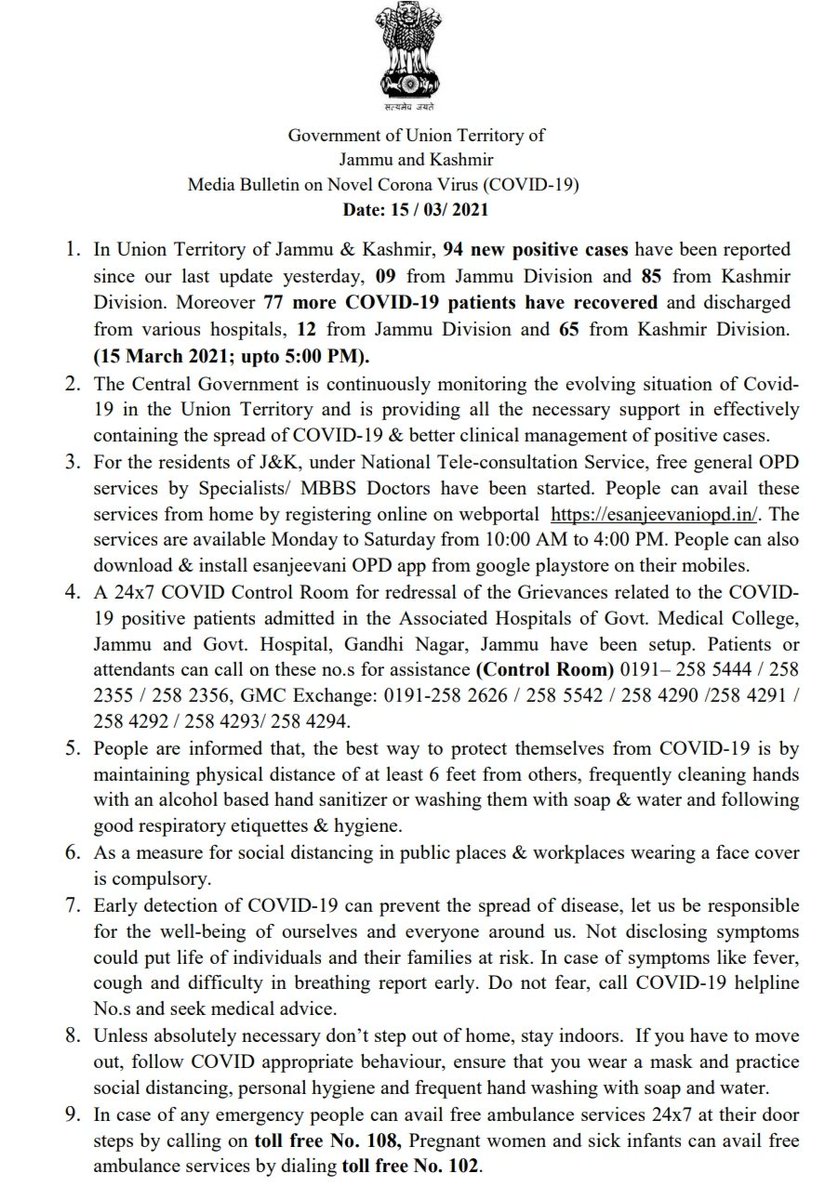 सत्यमेव जयते
Government of Union Territory of
Jammu and Kashmir
Media Bulletin on Novel Corona Virus (COVID-19)
Date: 15 / 03/ 2021
1. In Union Territory of Jammu & Kashmir, 94 new positive cases have been reported
since our last update yesterday, 09 from Jammu Division and 85 from Kashmir
Division. Moreover 77 more COVID-19 patients have recovered and discharged
from various hospitals, 12 from Jammu Division and 65 from Kashmir Division.
(15 March 2021; upto 5:00 PM).
2. The Central Government is continuously monitoring the evolving situation of Covid-
19 in the Union Territory and is providing all the necessary support in effectively
containing the spread of COVID-19 & better clinical management of positive cases.
3. For the residents of J&K, under National Tele-consultation Service, free general OPD
services by Specialists/ MBBS Doctors have been started. People can avail these
services from home by registering online on webportal https://esanjeevaniopd.in/. The
services are available Monday to Saturday from 10:00 AM to 4:00 PM. People can also
download & install esanjeevani OPD app from google playstore on their mobiles.
4. A 24x7 COVID Control Room for redressal of the Grievances related to the COVID-
19 positive patients admitted in the Associated Hospitals of Govt. Medical College,
Jammu and Govt. Hospital, Gandhi Nagar, Jammu have been setup. Patients or
attendants can call on these no.s for assistance (Control Room) 0191– 258 5444 / 258
2355 / 258 2356, GMC Exchange: 0191-258 2626 / 258 5542 / 258 4290 /258 4291 /
258 4292 / 258 4293/ 258 4294.
5. People are informed that, the best way to protect themselves from COVID-19 is by
maintaining physical distance of at least 6 feet from others, frequently cleaning hands
with an alcohol based hand sanitizer or washing them with soap & water and following
good respiratory etiquettes & hygiene.
6. As a measure for social distancing in public places & workplaces wearing a face cover
is compulsory.
7. Early detection of COVID-19 can prevent the spread of disease, let us be responsible
for the well-being of ourselves and everyone around us. Not disclosing symptoms
could put life of individuals and their families at risk. In case of symptoms like fever,
cough and difficulty in breathing report early. Do not fear, call COVID-19 helpline
No.s and seek medical advice.
8. Unless absolutely necessary don’t step out of home, stay indoors. If you have to move
out, follow COVID appropriate behaviour, ensure that you wear a mask and practice
social distancing, personal hygiene and frequent hand washing with soap and water.
9. In case of any emergency people can avail free ambulance services 24x7 at their door
steps by calling on toll free No. 108, Pregnant women and sick infants can avail free
ambulance services by dialing toll free No. 102.